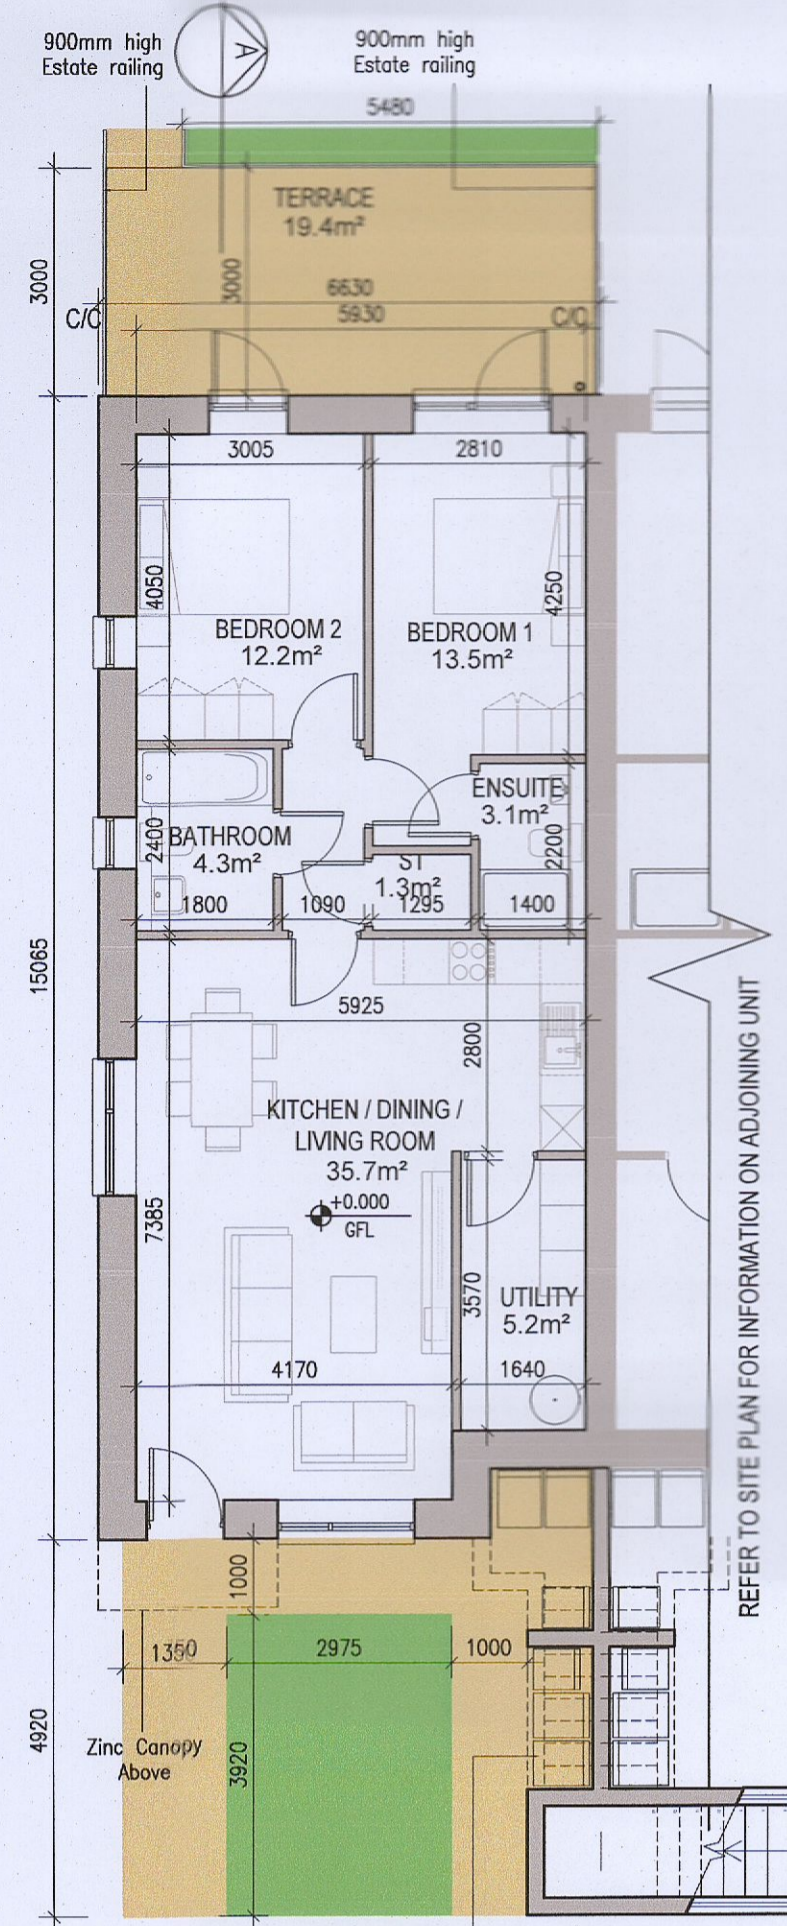 900mm high
Estate railing
A
900mm high
Estate railing
5480
TERRACE
19.4m²
3000
3000
6630
C/C
5930
C/C
3005
2810
4050
4250
BEDROOM 2
12.2m²
BEDROOM 1
13.5m²
ENSUITE
3.1m²
2400
BATHROOM
4.3m²
2200
ST
1.3m²
1800
1090
1295
1400
15065
5925
2800
KITCHEN / DINING /
LIVING ROOM
35.7m²
+0.000
GFL
7385
3570
UTILITY
5.2m²
4170
1640
REFER TO SITE PLAN FOR INFORMATION ON ADJOINING UNIT
1000
1350
2975
1000
4920
Zinc Canopy
Above
3920